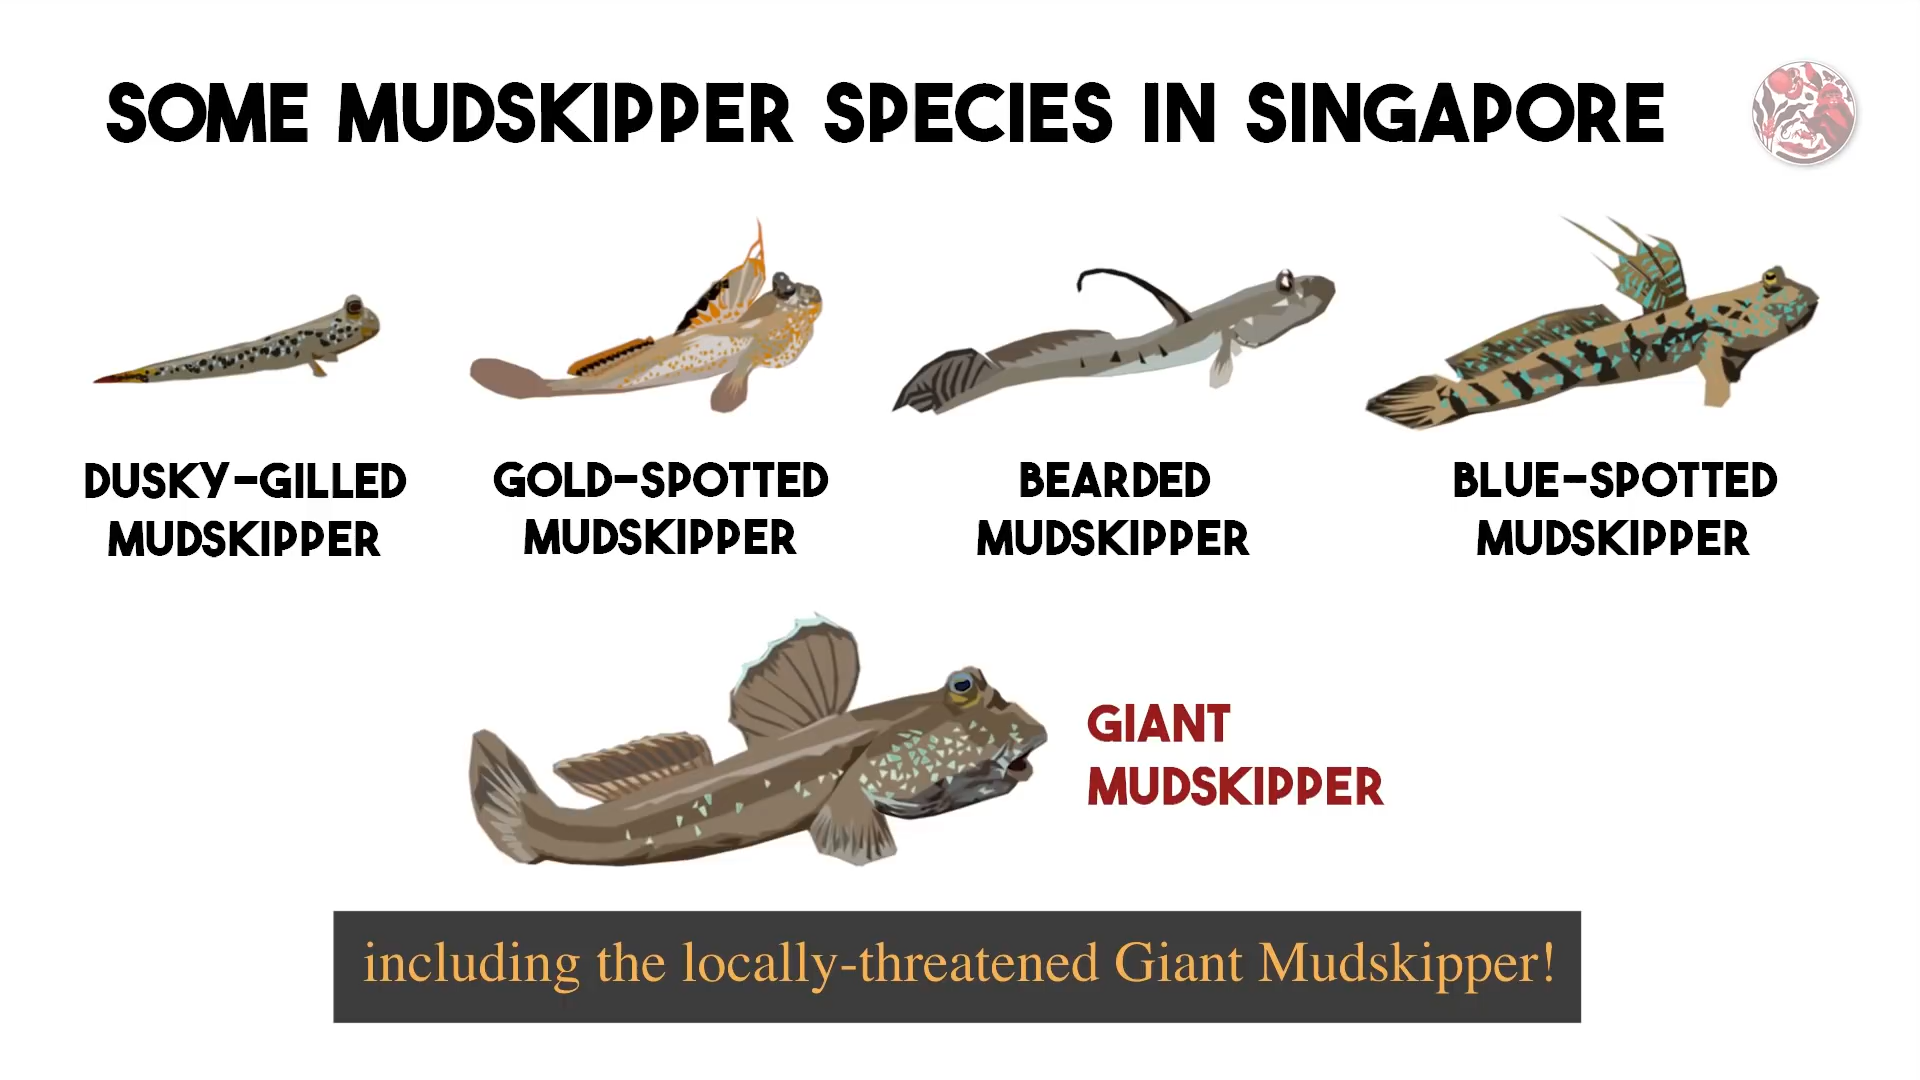 SOME MUDSKIPPER SPECIES IN SINGAPORE
DUSKY-GILLED
MUDSKIPPER
GOLD-SPOTTED
MUDSKIPPER
BEARDED
MUDSKIPPER
BLUE-SPOTTED
MUDSKIPPER
GIANT
MUDSKIPPER
including the locally-threatened Giant Mudskipper!